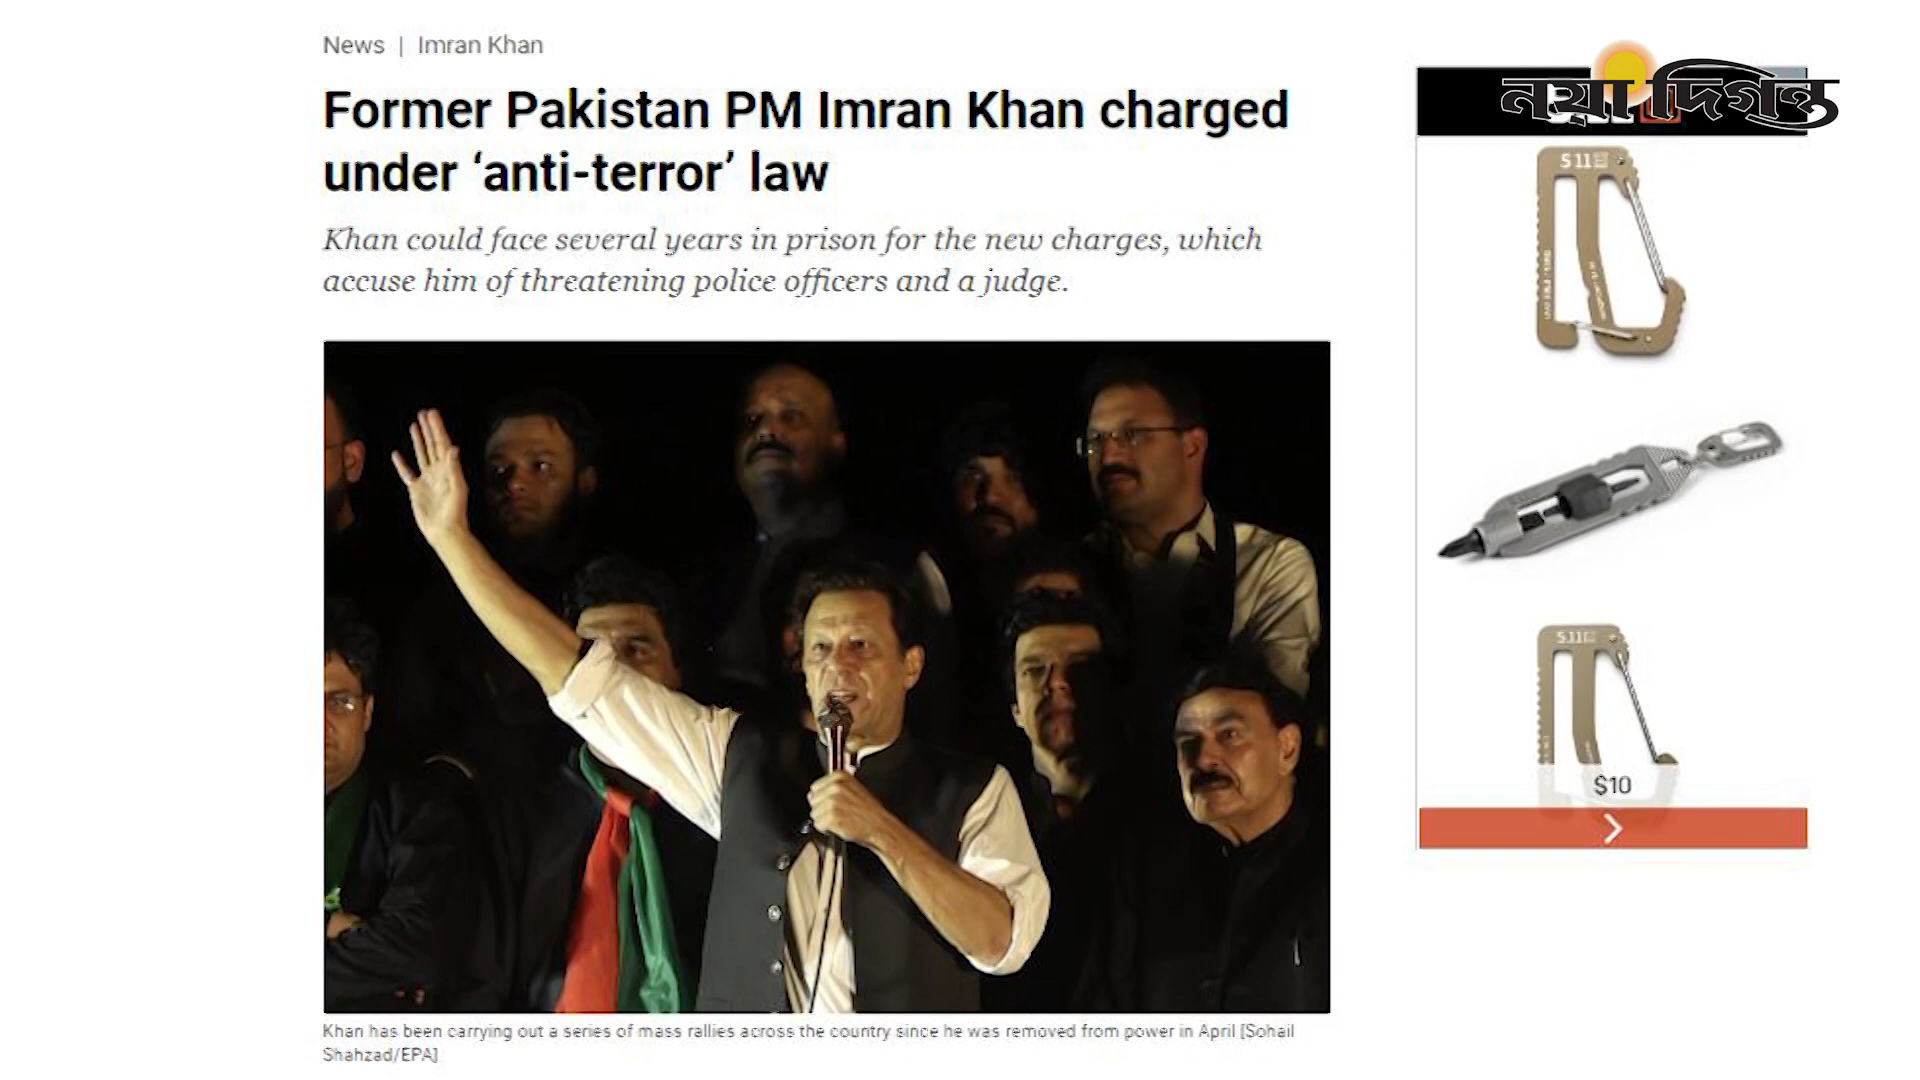 News | Imran Khan
Former Pakistan PM Imran Khan charged
under ‘anti-terror’ law
Khan could face several years in prison for the new charges, which
accuse him of threatening police officers and a judge.
Khan has been carrying out a series of mass rallies across the country since he was removed from power in April [Sohail
Shahzad/EPA]
নয়া দিগন্ত
5.11
5.11
$10